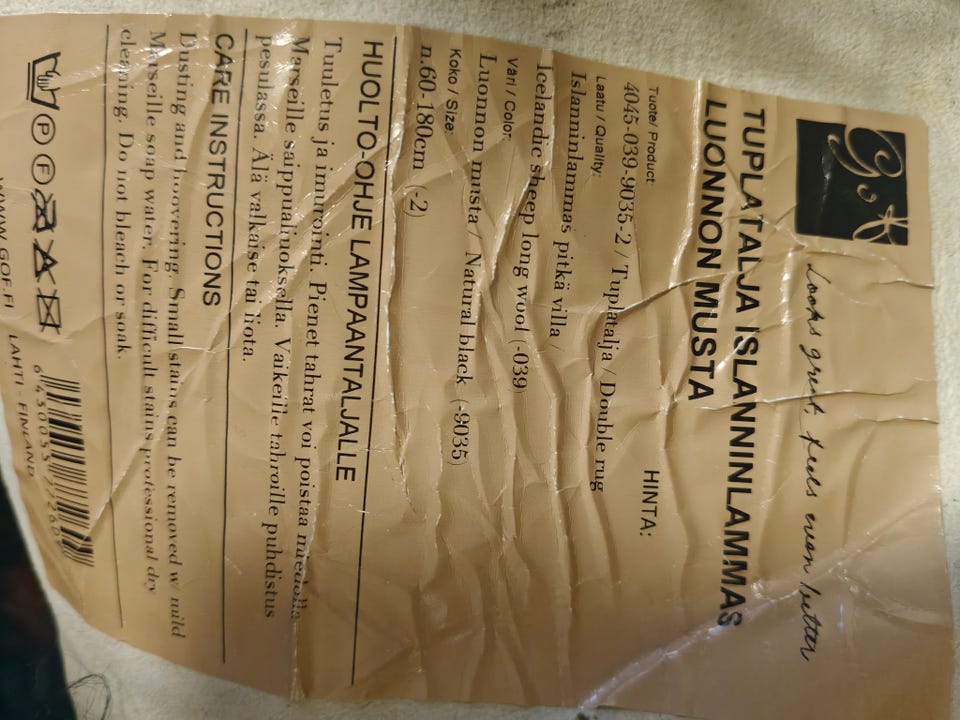 Looks great, feels even better
TUPLATALJA ISLANNINLAMMAS
LUONNON MUSTA
HINTA:
Tuote/ Product
4045-039-9035-2 / Tuplatalja / Double rug
Laatu / Quality:
Islanninlammas pitkä villa /
Icelandic sheep long wool (-039)
Väri / Color:
Luonnon musta / Natural black (-9035)
Koko / Size:
n.60-180cm (-2)
HUOLTO-OHJE LAMPAANTALJALLE
Tuuletus ja imurointi. Pienet tahrat voi poistaa miedolla
Marseille saippualiuoksella. Vaikeille tahroille puhdistus
pesulassa. Älä valkaise tai liota.
CARE INSTRUCTIONS
Dusting and hoovering. Small stains can be removed w mild
Marseille soap water. For difficult stains professional dry
cleaning. Do not bleach or soak.
P F
WWW.GOF.FI
LAHTI - FINLAND